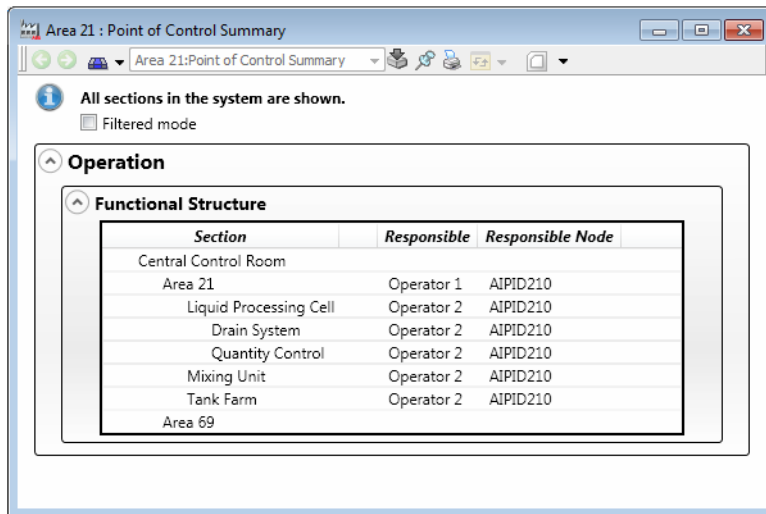 Area 21 : Point of Control Summary
Area 21:Point of Control Summary
All sections in the system are shown.
Filtered mode
Operation
Functional Structure
Section Responsible Responsible Node
Central Control Room
Area 21 Operator 1 AIPID210
Liquid Processing Cell Operator 2 AIPID210
Drain System Operator 2 AIPID210
Quantity Control Operator 2 AIPID210
Mixing Unit Operator 2 AIPID210
Tank Farm Operator 2 AIPID210
Area 69